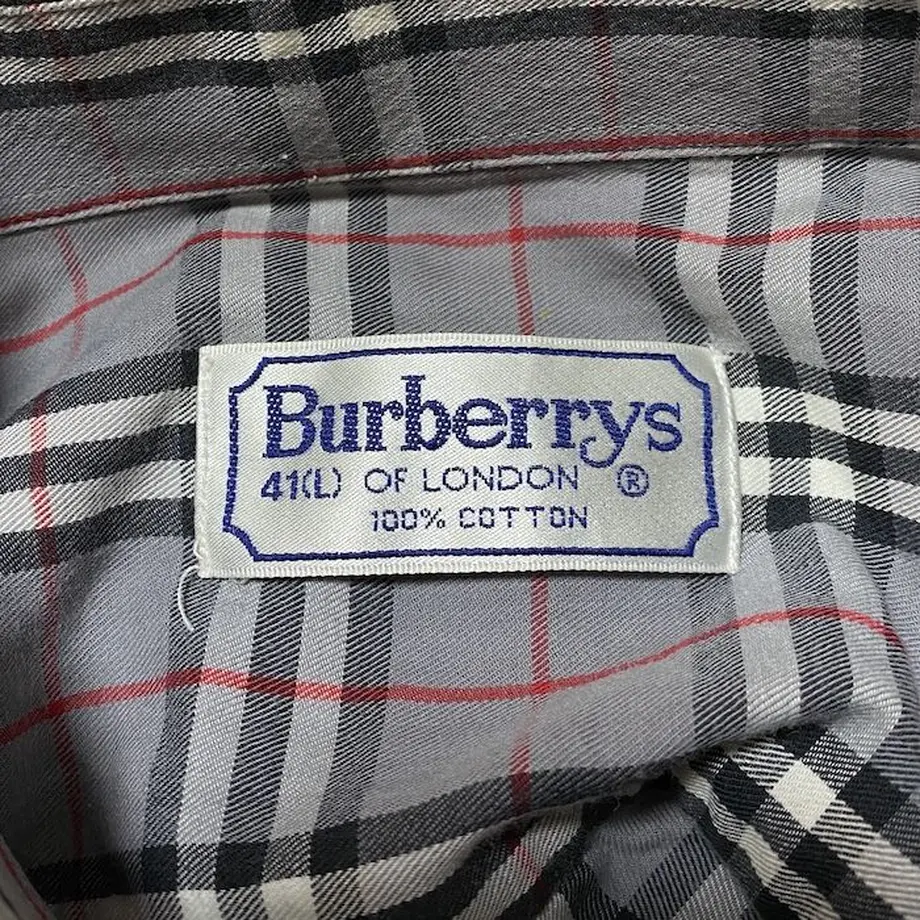 Burberrys
41(L) OF LONDON ®
100% COTTON